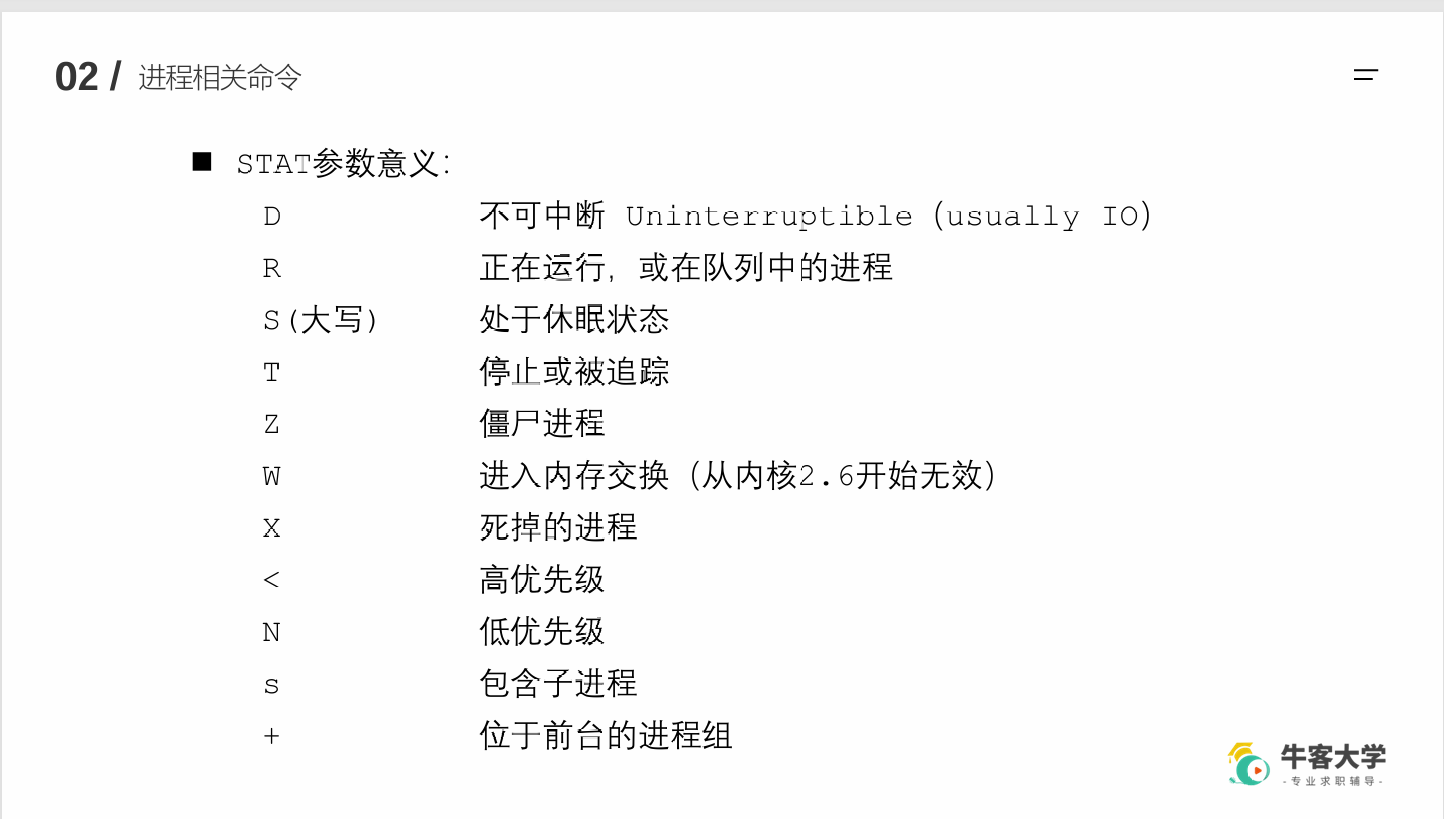 02 / 进程相关命令
■ STAT参数意义：
D 不可中断 Uninterruptible（usually IO）
R 正在运行，或在队列中的进程
S(大写) 处于休眠状态
T 停止或被追踪
Z 僵尸进程
W 进入内存交换（从内核2.6开始无效）
X 死掉的进程
< 高优先级
N 低优先级
s 包含子进程
+ 位于前台的进程组
牛客大学
-专业求职辅导-